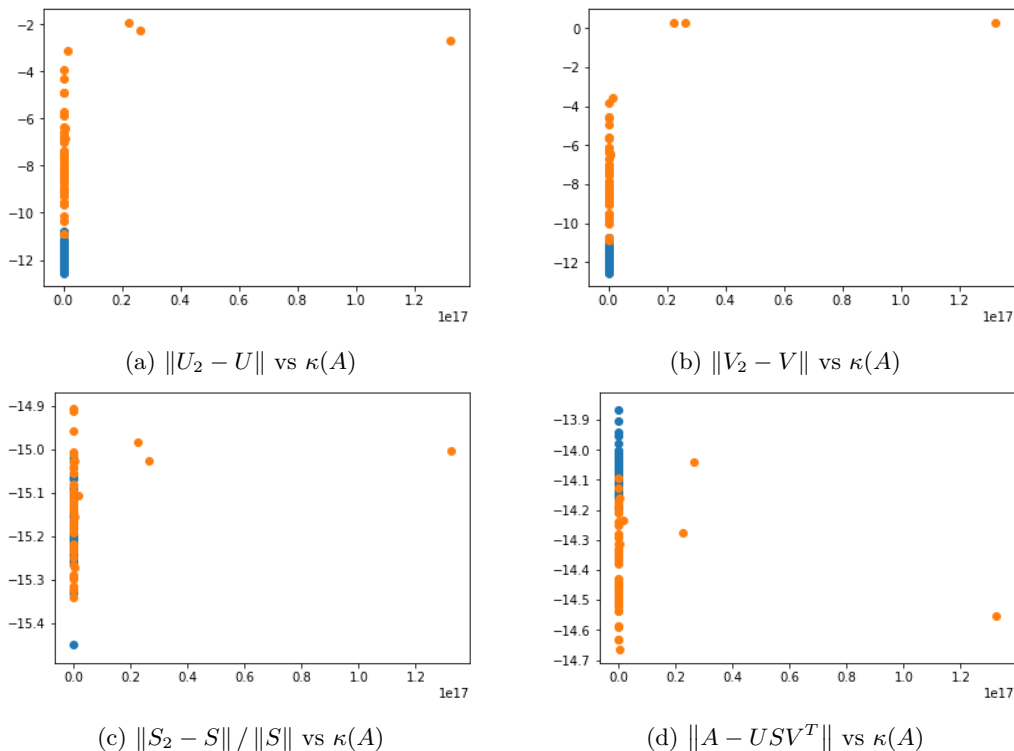 −2
−4
−6
−8
−10
−12
0.0 0.2 0.4 0.6 0.8 1.0 1.2
1e17
(a) ‖U₂ − U‖ vs κ(A)
0
−2
−4
−6
−8
−10
−12
0.0 0.2 0.4 0.6 0.8 1.0 1.2
1e17
(b) ‖V₂ − V‖ vs κ(A)
−14.9
−15.0
−15.1
−15.2
−15.3
−15.4
0.0 0.2 0.4 0.6 0.8 1.0 1.2
1e17
(c) ‖S₂ − S‖ / ‖S‖ vs κ(A)
−13.9
−14.0
−14.1
−14.2
−14.3
−14.4
−14.5
−14.6
−14.7
0.0 0.2 0.4 0.6 0.8 1.0 1.2
1e17
(d) ‖A − USVᵀ‖ vs κ(A)